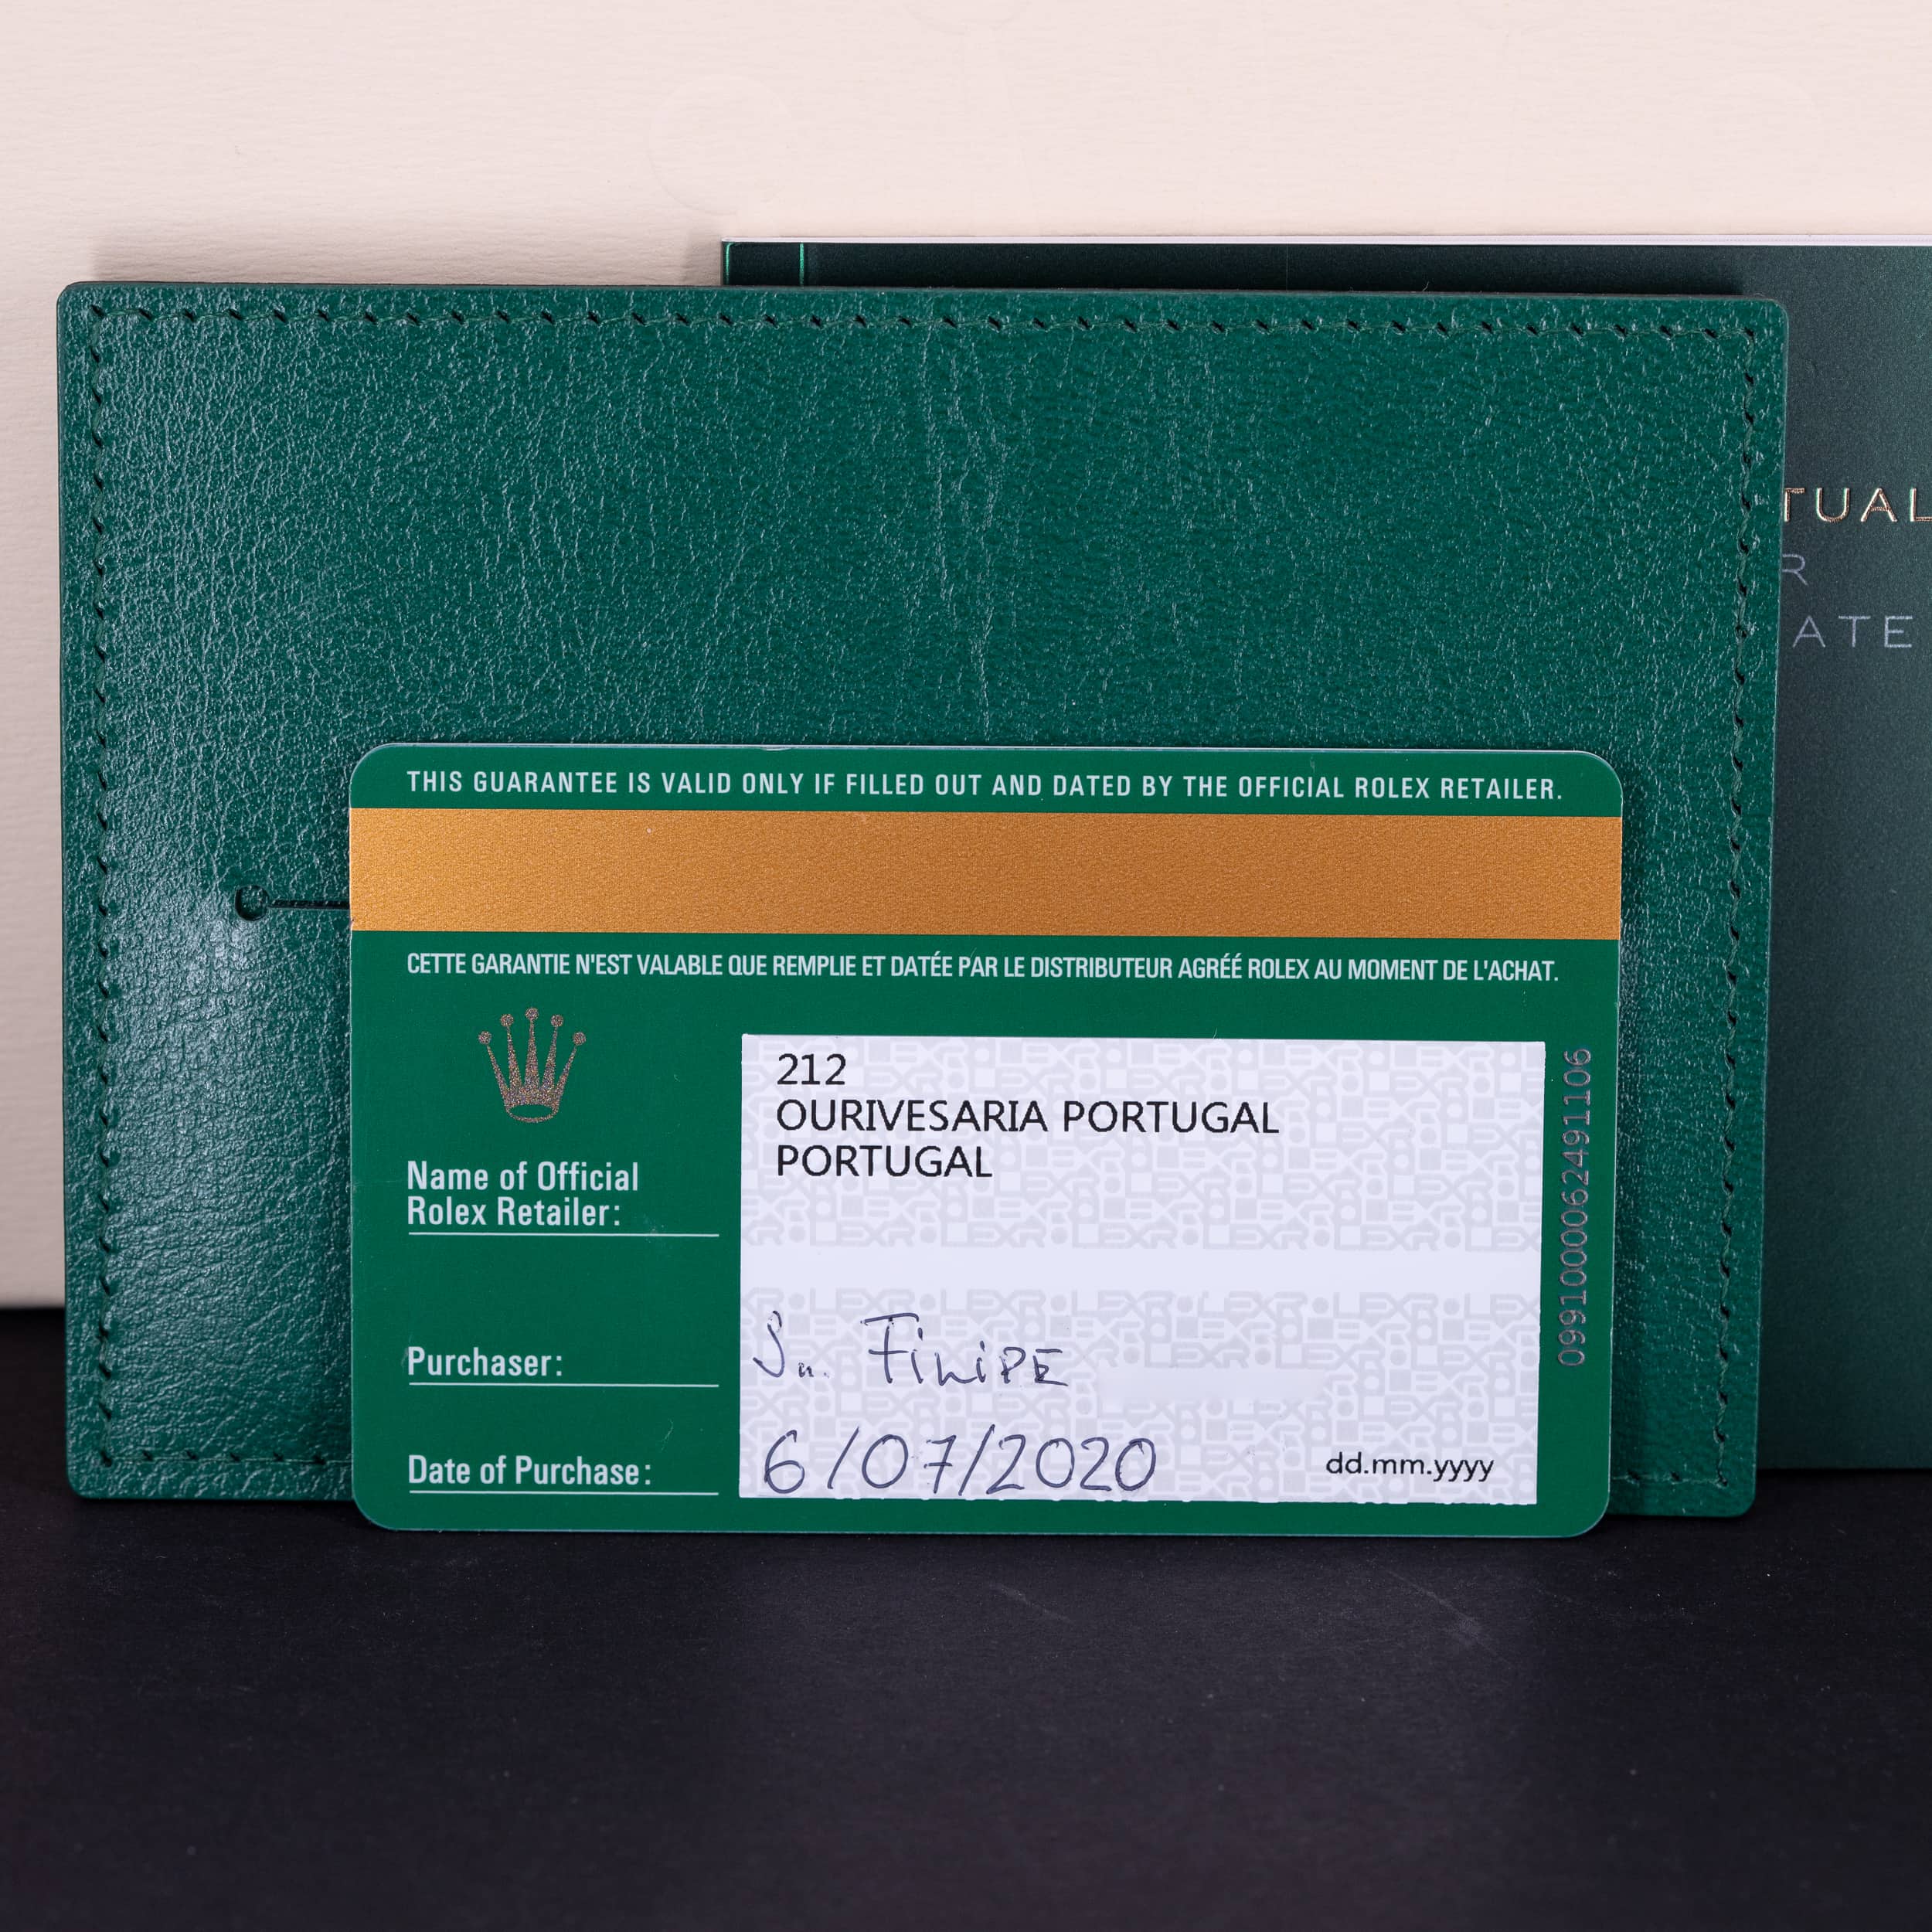 TUAL
R
ATE
THIS GUARANTEE IS VALID ONLY IF FILLED OUT AND DATED BY THE OFFICIAL ROLEX RETAILER.
CETTE GARANTIE N'EST VALABLE QUE REMPLIE ET DATÉE PAR LE DISTRIBUTEUR AGRÉÉ ROLEX AU MOMENT DE L'ACHAT.
212
OURIVESARIA PORTUGAL
PORTUGAL
Name of Official
Rolex Retailer:
Purchaser: Sr. FiLiPE
Date of Purchase: 6/07/2020 dd.mm.yyyy
0991000062491106